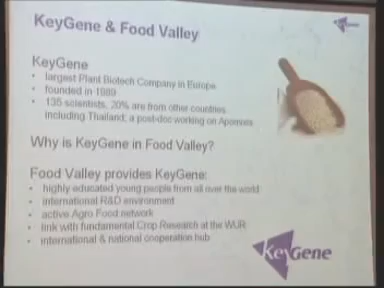 KeyGene & Food Valley
KeyGene
KeyGene
• largest Plant Biotech Company in Europe
• founded in 1989
• 135 scientists, 20% are from other countries
including Thailand; a post-doc working on Apomixis
Why is KeyGene in Food Valley?
Food Valley provides KeyGene:
• highly educated young people from all over the world
• international R&D environment
• active Agro Food network
• link with fundamental Crop Research at the WUR
• international & national cooperation hub
KeyGene